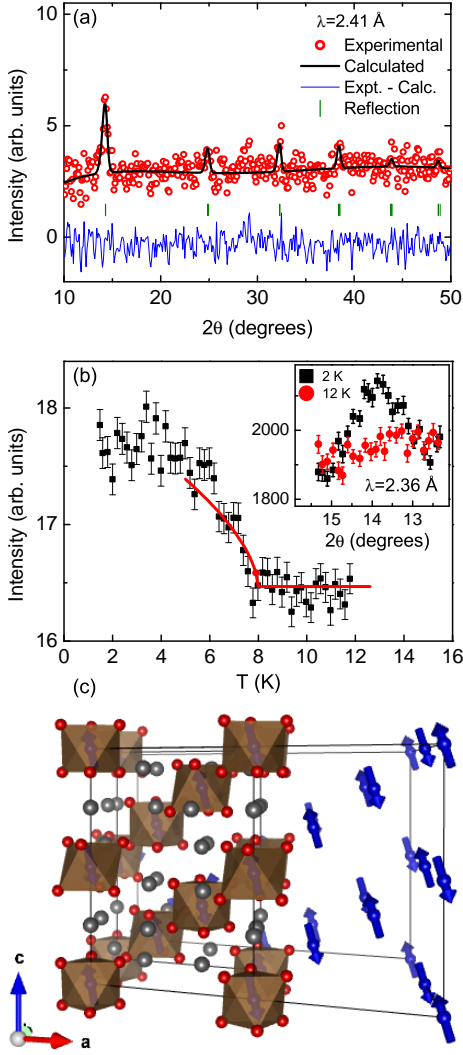 (a)
λ=2.41 Å
Experimental
Calculated
Expt. - Calc.
Reflection
Intensity (arb. units)
10
5
0
10 20 30 40 50
2θ (degrees)
(b)
2 K
12 K
2000
1900
1800
λ=2.36 Å
15 14 13
2θ (degrees)
Intensity (arb. units)
18
17
16
0 2 4 6 8 10 12 14 16
T (K)
(c)
c
b
a